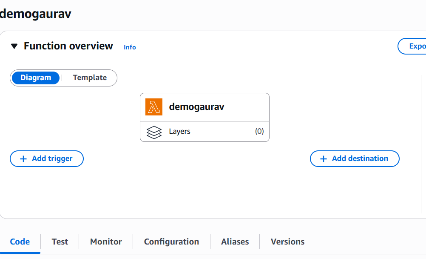 demogaurav
▼ Function overview Info
Expo
Diagram Template
demogaurav
Layers (0)
+ Add trigger
+ Add destination
Code Test Monitor Configuration Aliases Versions